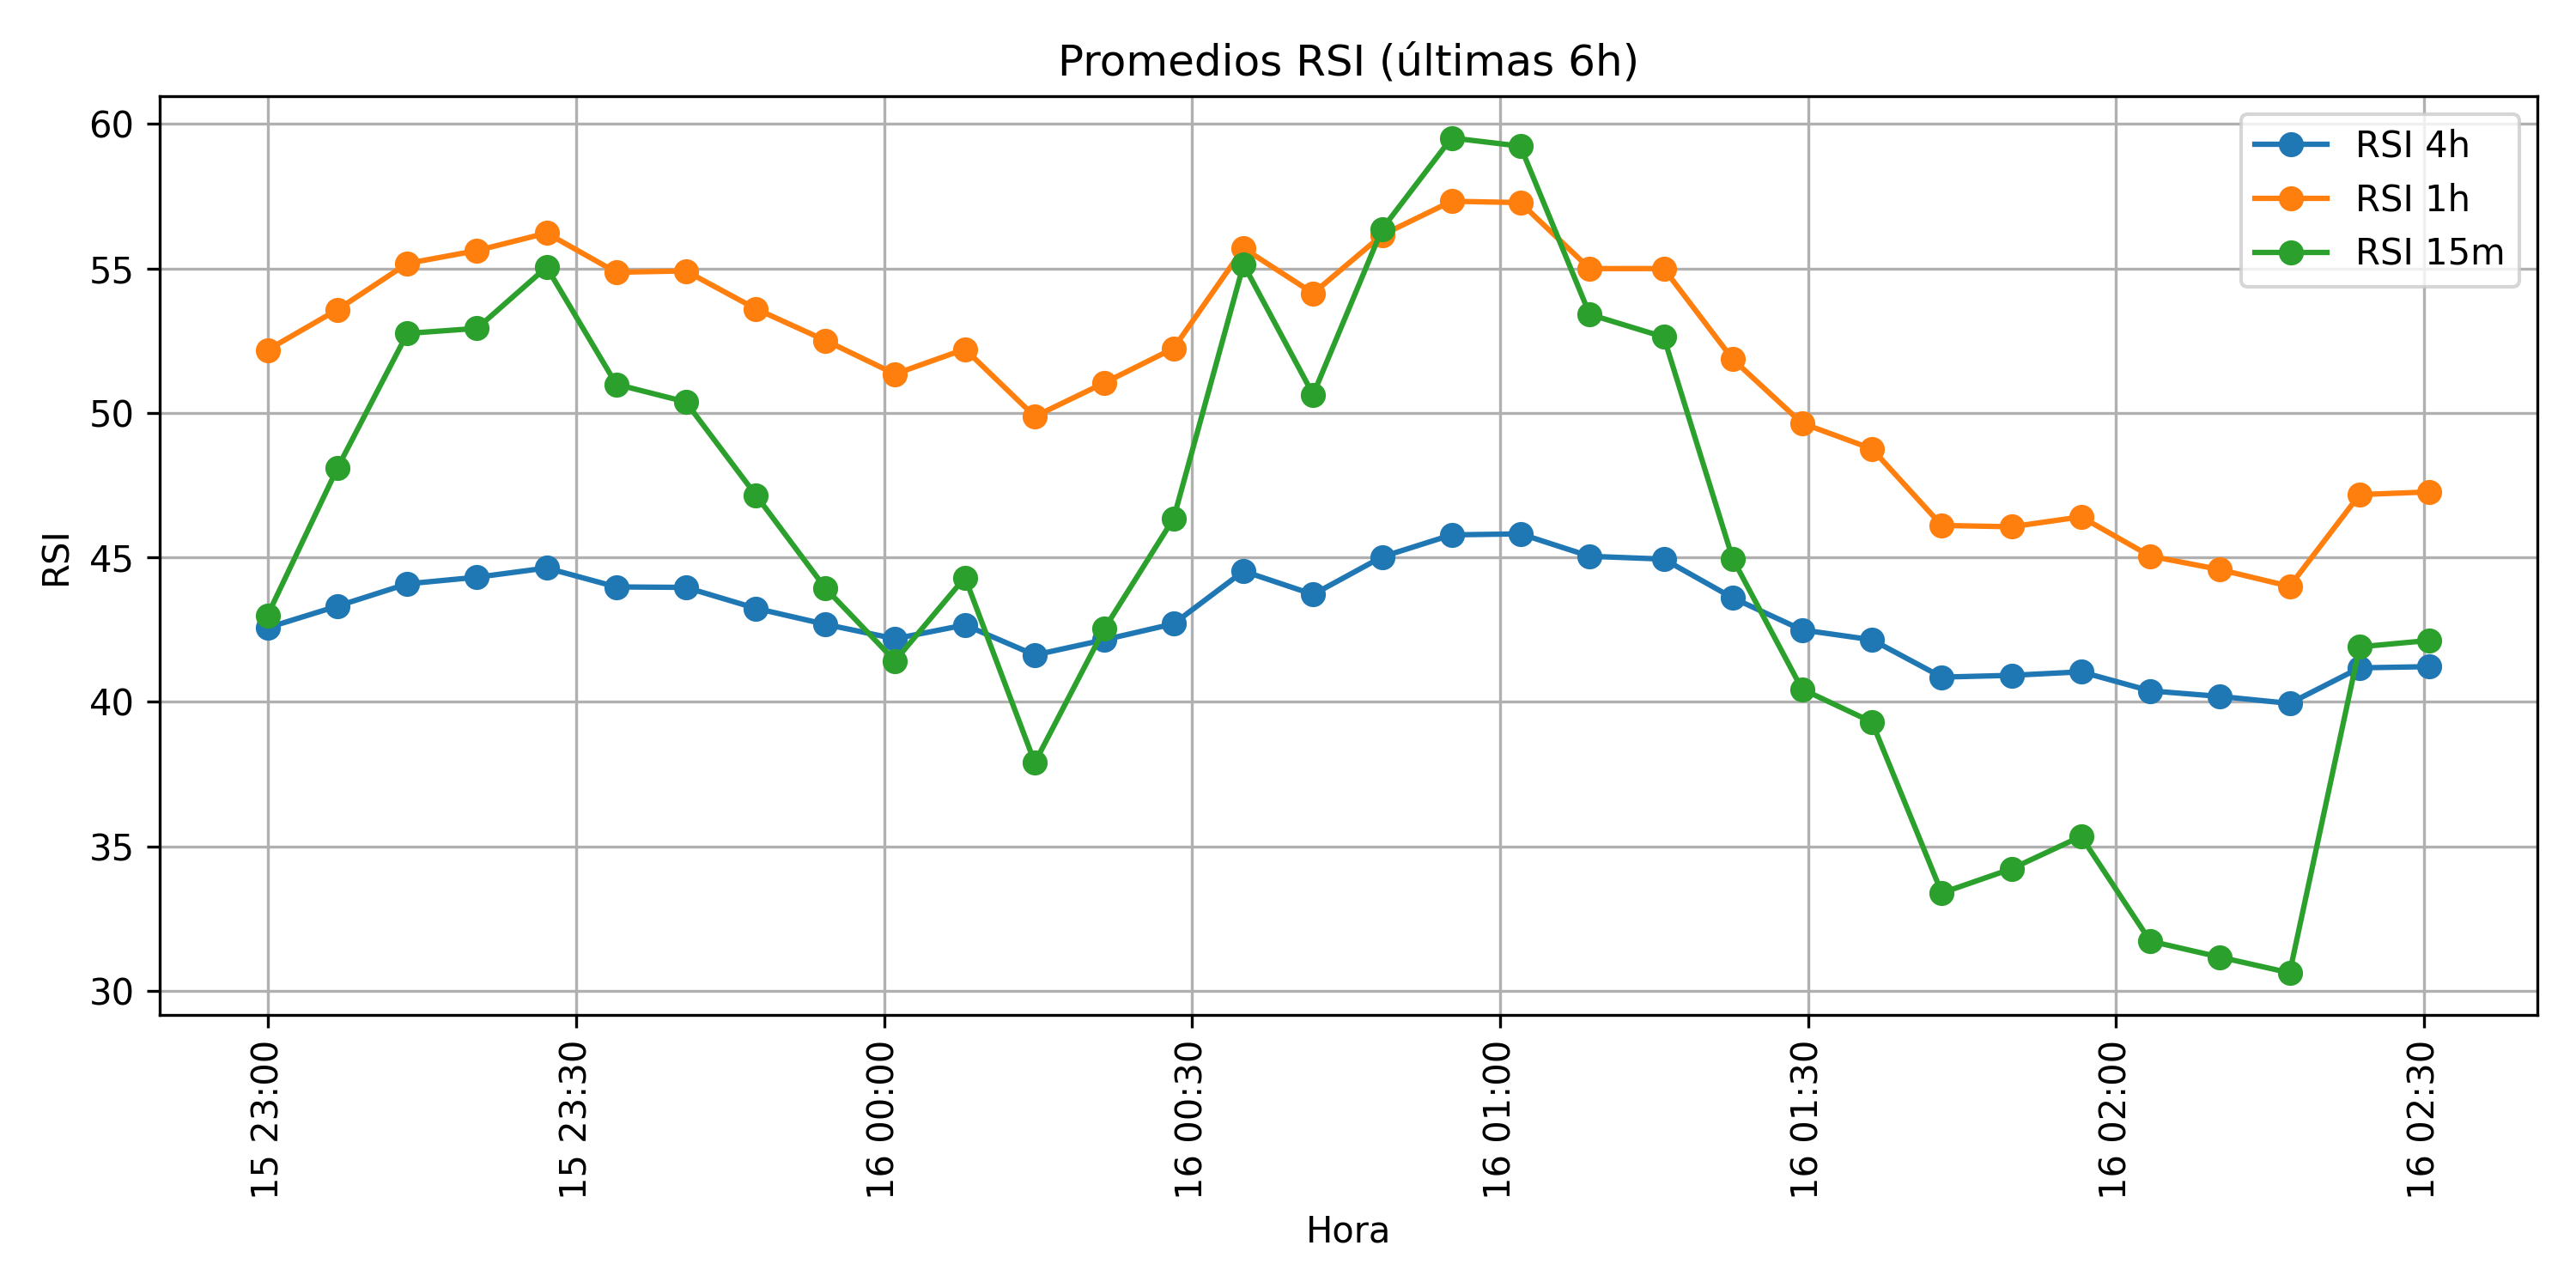 Promedios RSI (últimas 6h)
RSI 4h
RSI 1h
RSI 15m
60
55
50
45
40
35
30
RSI
15 23:00
15 23:30
16 00:00
16 00:30
16 01:00
16 01:30
16 02:00
16 02:30
Hora